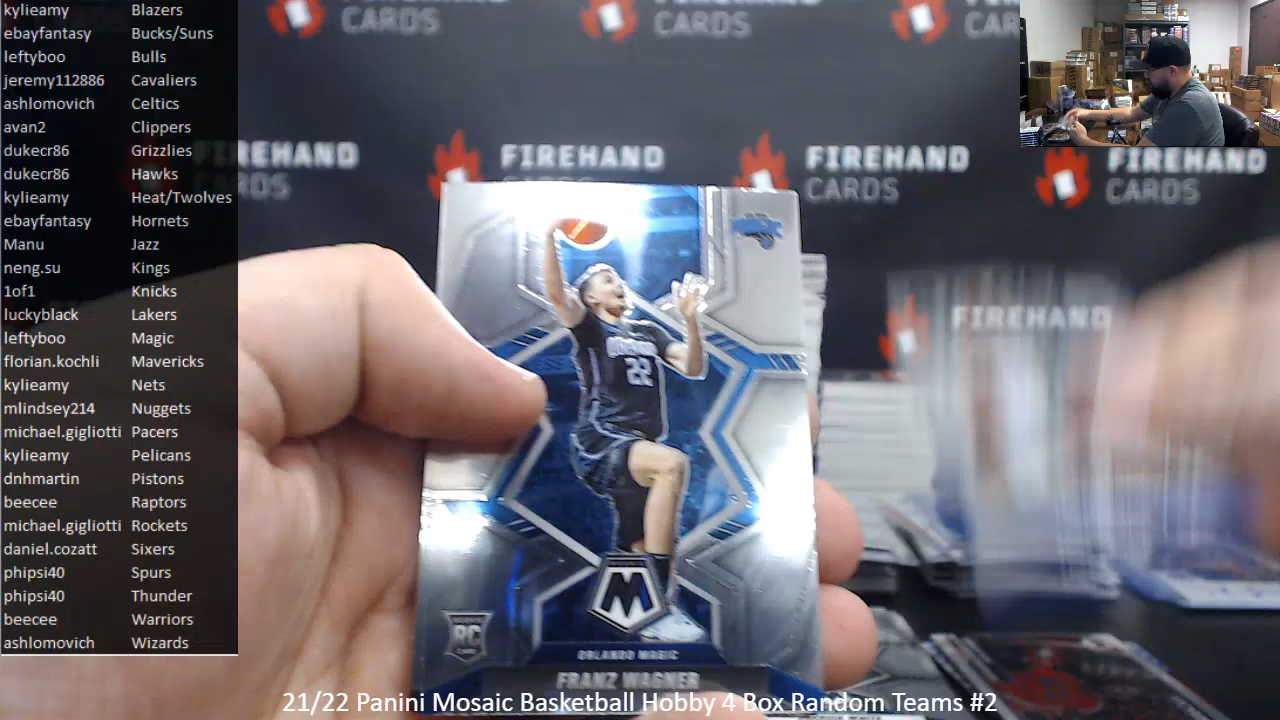 kylieamy Blazers
ebayfantasy Bucks/Suns
leftyboo Bulls
jeremy112886 Cavaliers
ashlomovich Celtics
avan2 Clippers
dukecr86 Grizzlies
dukecr86 Hawks
kylieamy Heat/Twolves
ebayfantasy Hornets
Manu Jazz
neng.su Kings
1of1 Knicks
luckyblack Lakers
leftyboo Magic
florian.kochli Mavericks
kylieamy Nets
mlindsey214 Nuggets
michael.gigliotti Pacers
kylieamy Pelicans
dnhmartin Pistons
beecee Raptors
michael.gigliotti Rockets
daniel.cozatt Sixers
phipsi40 Spurs
phipsi40 Thunder
beecee Warriors
ashlomovich Wizards
CARDS
CARDS
CAR
FIREHAND
CARDS
FIREHAND
CARDS
FIREHAND
CARDS
FIREHAND
CARDS
FIREHAND
22
M
RC
ORLANDO MAGIC
FRANZ WAGNER
21/22 Panini Mosaic Basketball Hobby 4 Box Random Teams #2